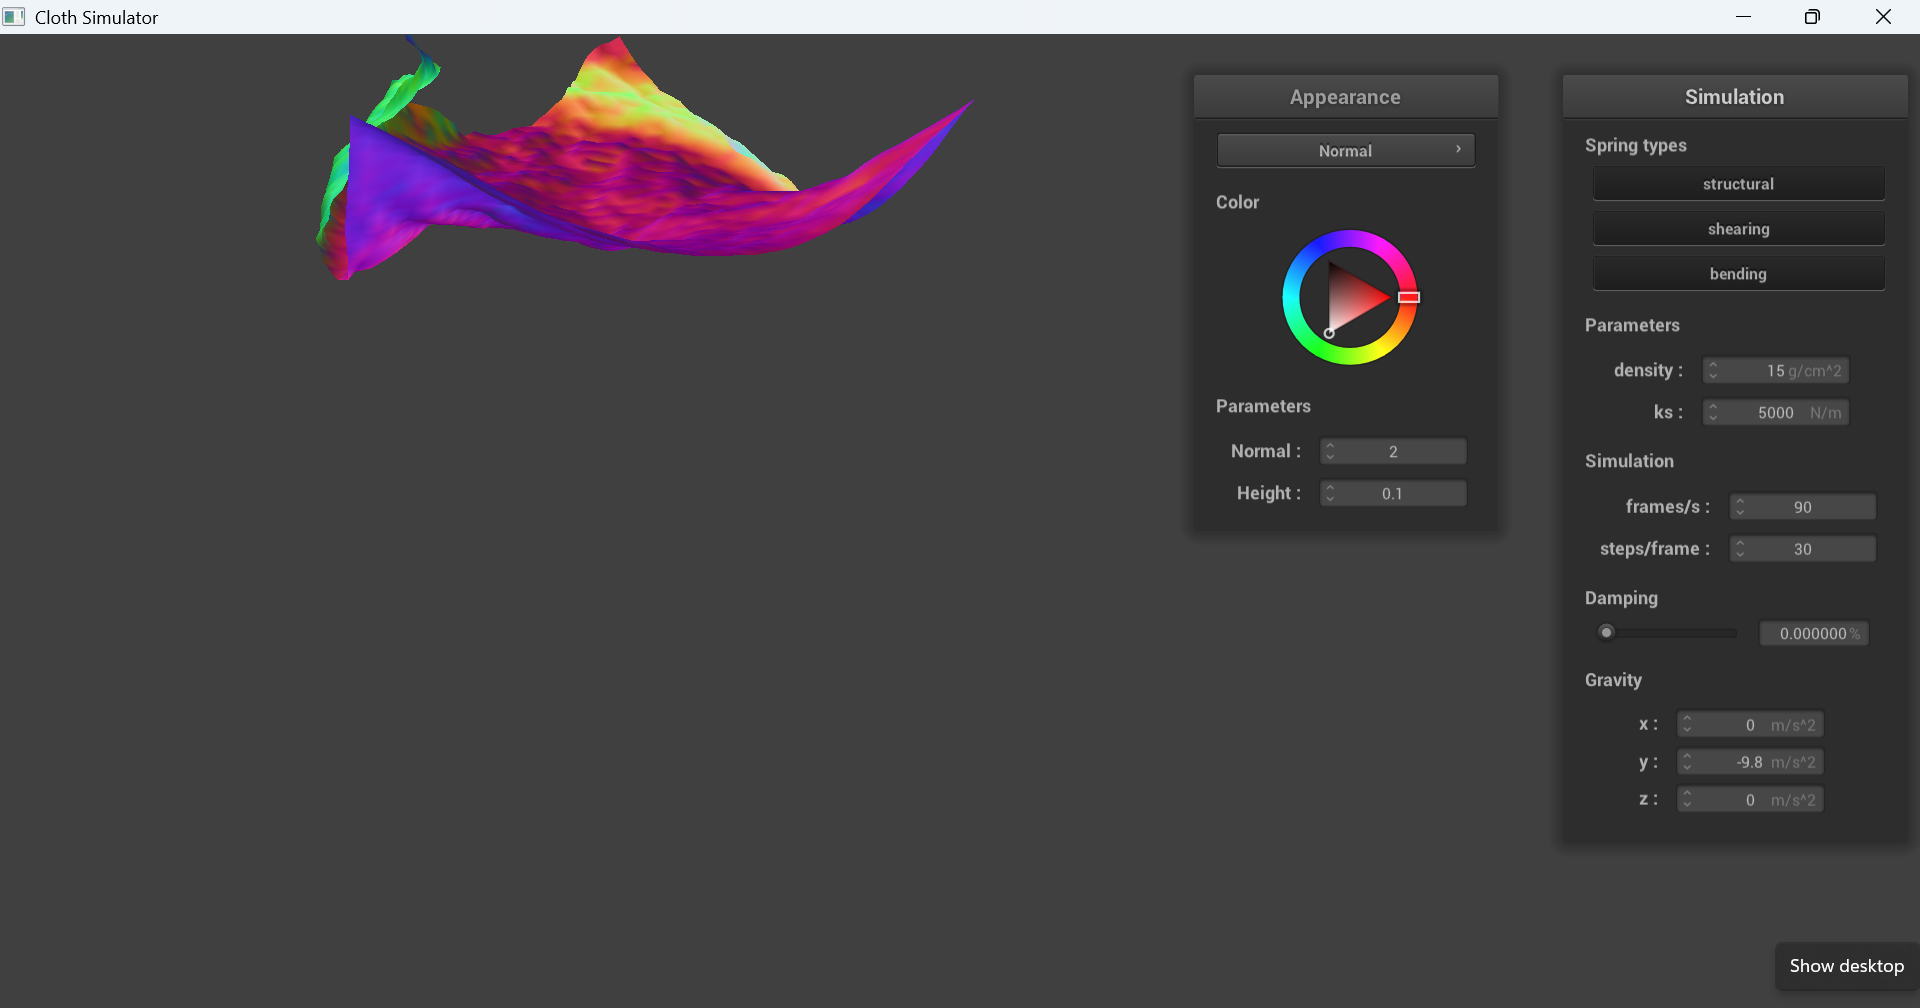 Cloth Simulator
Appearance
Normal
Color
Parameters
Normal : 2
Height : 0.1
Simulation
Spring types
structural
shearing
bending
Parameters
density : 15 g/cm^2
ks : 5000 N/m
Simulation
frames/s : 90
steps/frame : 30
Damping
0.000000 %
Gravity
x : 0 m/s^2
y : -9.8 m/s^2
z : 0 m/s^2
Show desktop